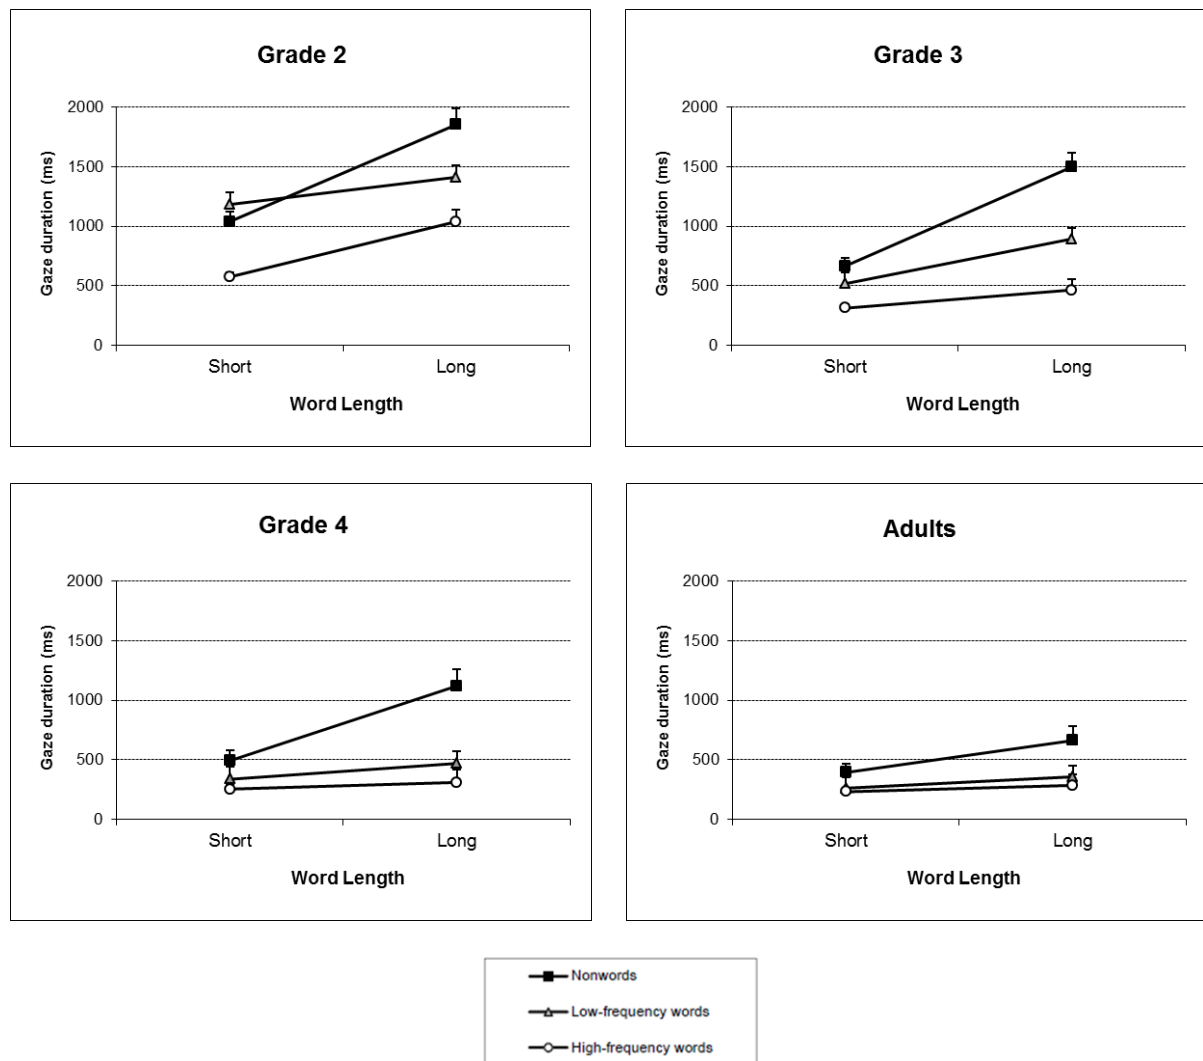 Grade 2
2000
1500
1000
500
0
Gaze duration (ms)
Short Long
Word Length
Grade 3
2000
1500
1000
500
0
Gaze duration (ms)
Short Long
Word Length
Grade 4
2000
1500
1000
500
0
Gaze duration (ms)
Short Long
Word Length
Adults
2000
1500
1000
500
0
Gaze duration (ms)
Short Long
Word Length
Nonwords
Low-frequency words
High-frequency words